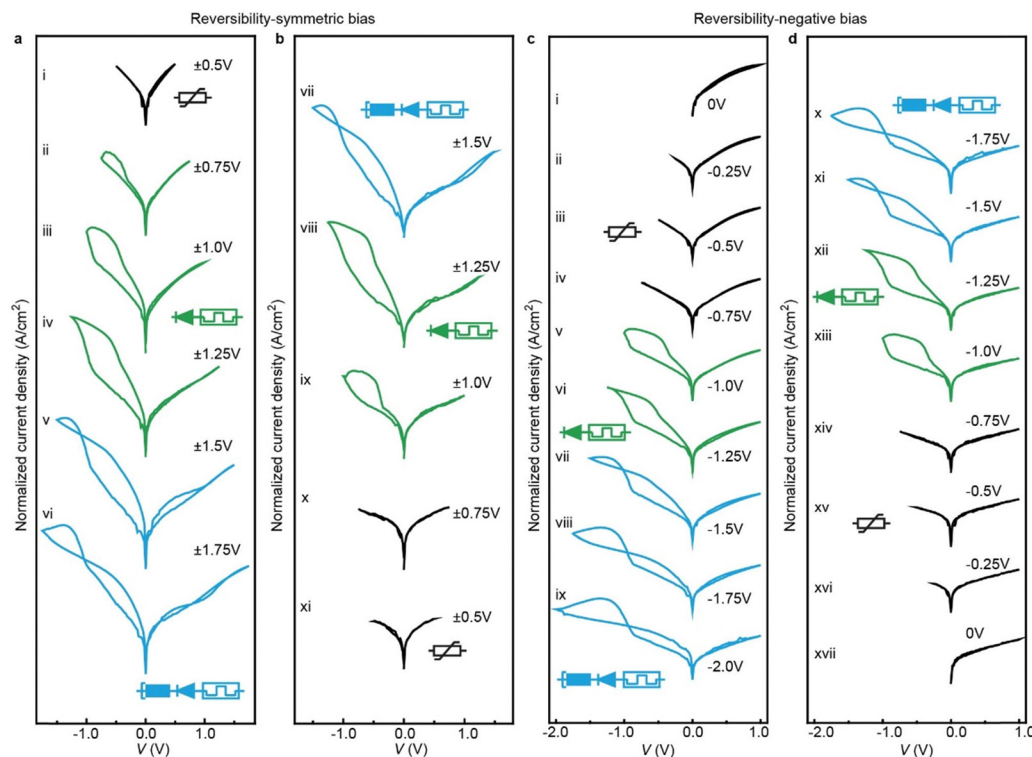 Reversibility-symmetric bias
Reversibility-negative bias
a
b
c
d
Normalized current density (A/cm²)
i
±0.5V
ii
±0.75V
iii
±1.0V
iv
±1.25V
v
±1.5V
vi
±1.75V
-1.0
0.0
1.0
V (V)
Normalized current density (A/cm²)
vii
±1.5V
viii
±1.25V
ix
±1.0V
x
±0.75V
xi
±0.5V
-1.0
0.0
1.0
V (V)
Normalized current density (A/cm²)
i
0V
ii
-0.25V
iii
-0.5V
iv
-0.75V
v
-1.0V
vi
-1.25V
vii
-1.5V
viii
-1.75V
ix
-2.0V
-2.0
-1.0
0.0
1.0
V (V)
Normalized current density (A/cm²)
x
-1.75V
xi
-1.5V
xii
-1.25V
xiii
-1.0V
xiv
-0.75V
xv
-0.5V
xvi
-0.25V
xvii
0V
-2.0
-1.0
0.0
1.0
V (V)